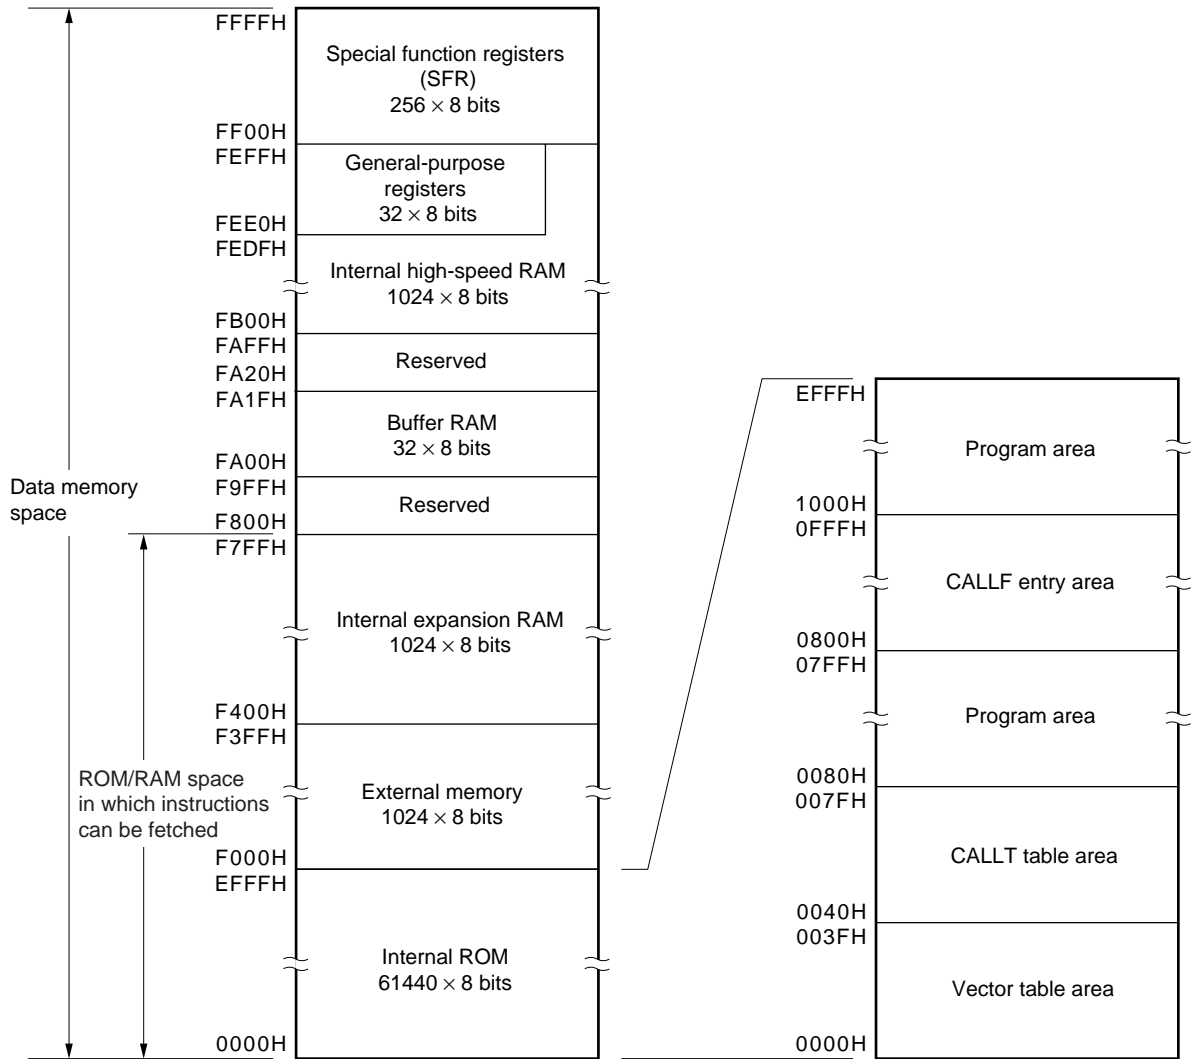 FFFFH
Special function registers
(SFR)
256 × 8 bits
FF00H
FEFFH
General-purpose
registers
32 × 8 bits
FEE0H
FEDFH
Internal high-speed RAM
1024 × 8 bits
FB00H
FAFFH
Reserved
FA20H
FA1FH
Buffer RAM
32 × 8 bits
FA00H
F9FFH
Reserved
F800H
F7FFH
Data memory
space
Internal expansion RAM
1024 × 8 bits
F400H
F3FFH
ROM/RAM space
in which instructions
can be fetched
External memory
1024 × 8 bits
F000H
EFFFH
Internal ROM
61440 × 8 bits
0000H
EFFFH
Program area
1000H
0FFFH
CALLF entry area
0800H
07FFH
Program area
0080H
007FH
CALLT table area
0040H
003FH
Vector table area
0000H